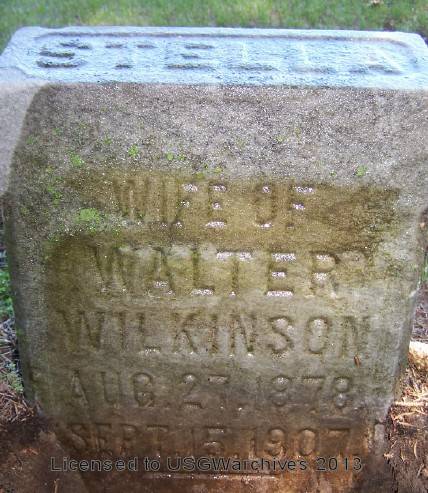 STELLA
WIFE OF
WALTER
WILKINSON
AUG 27, 1878
SEPT. 15, 1907
Licensed to USGWarchives 2013